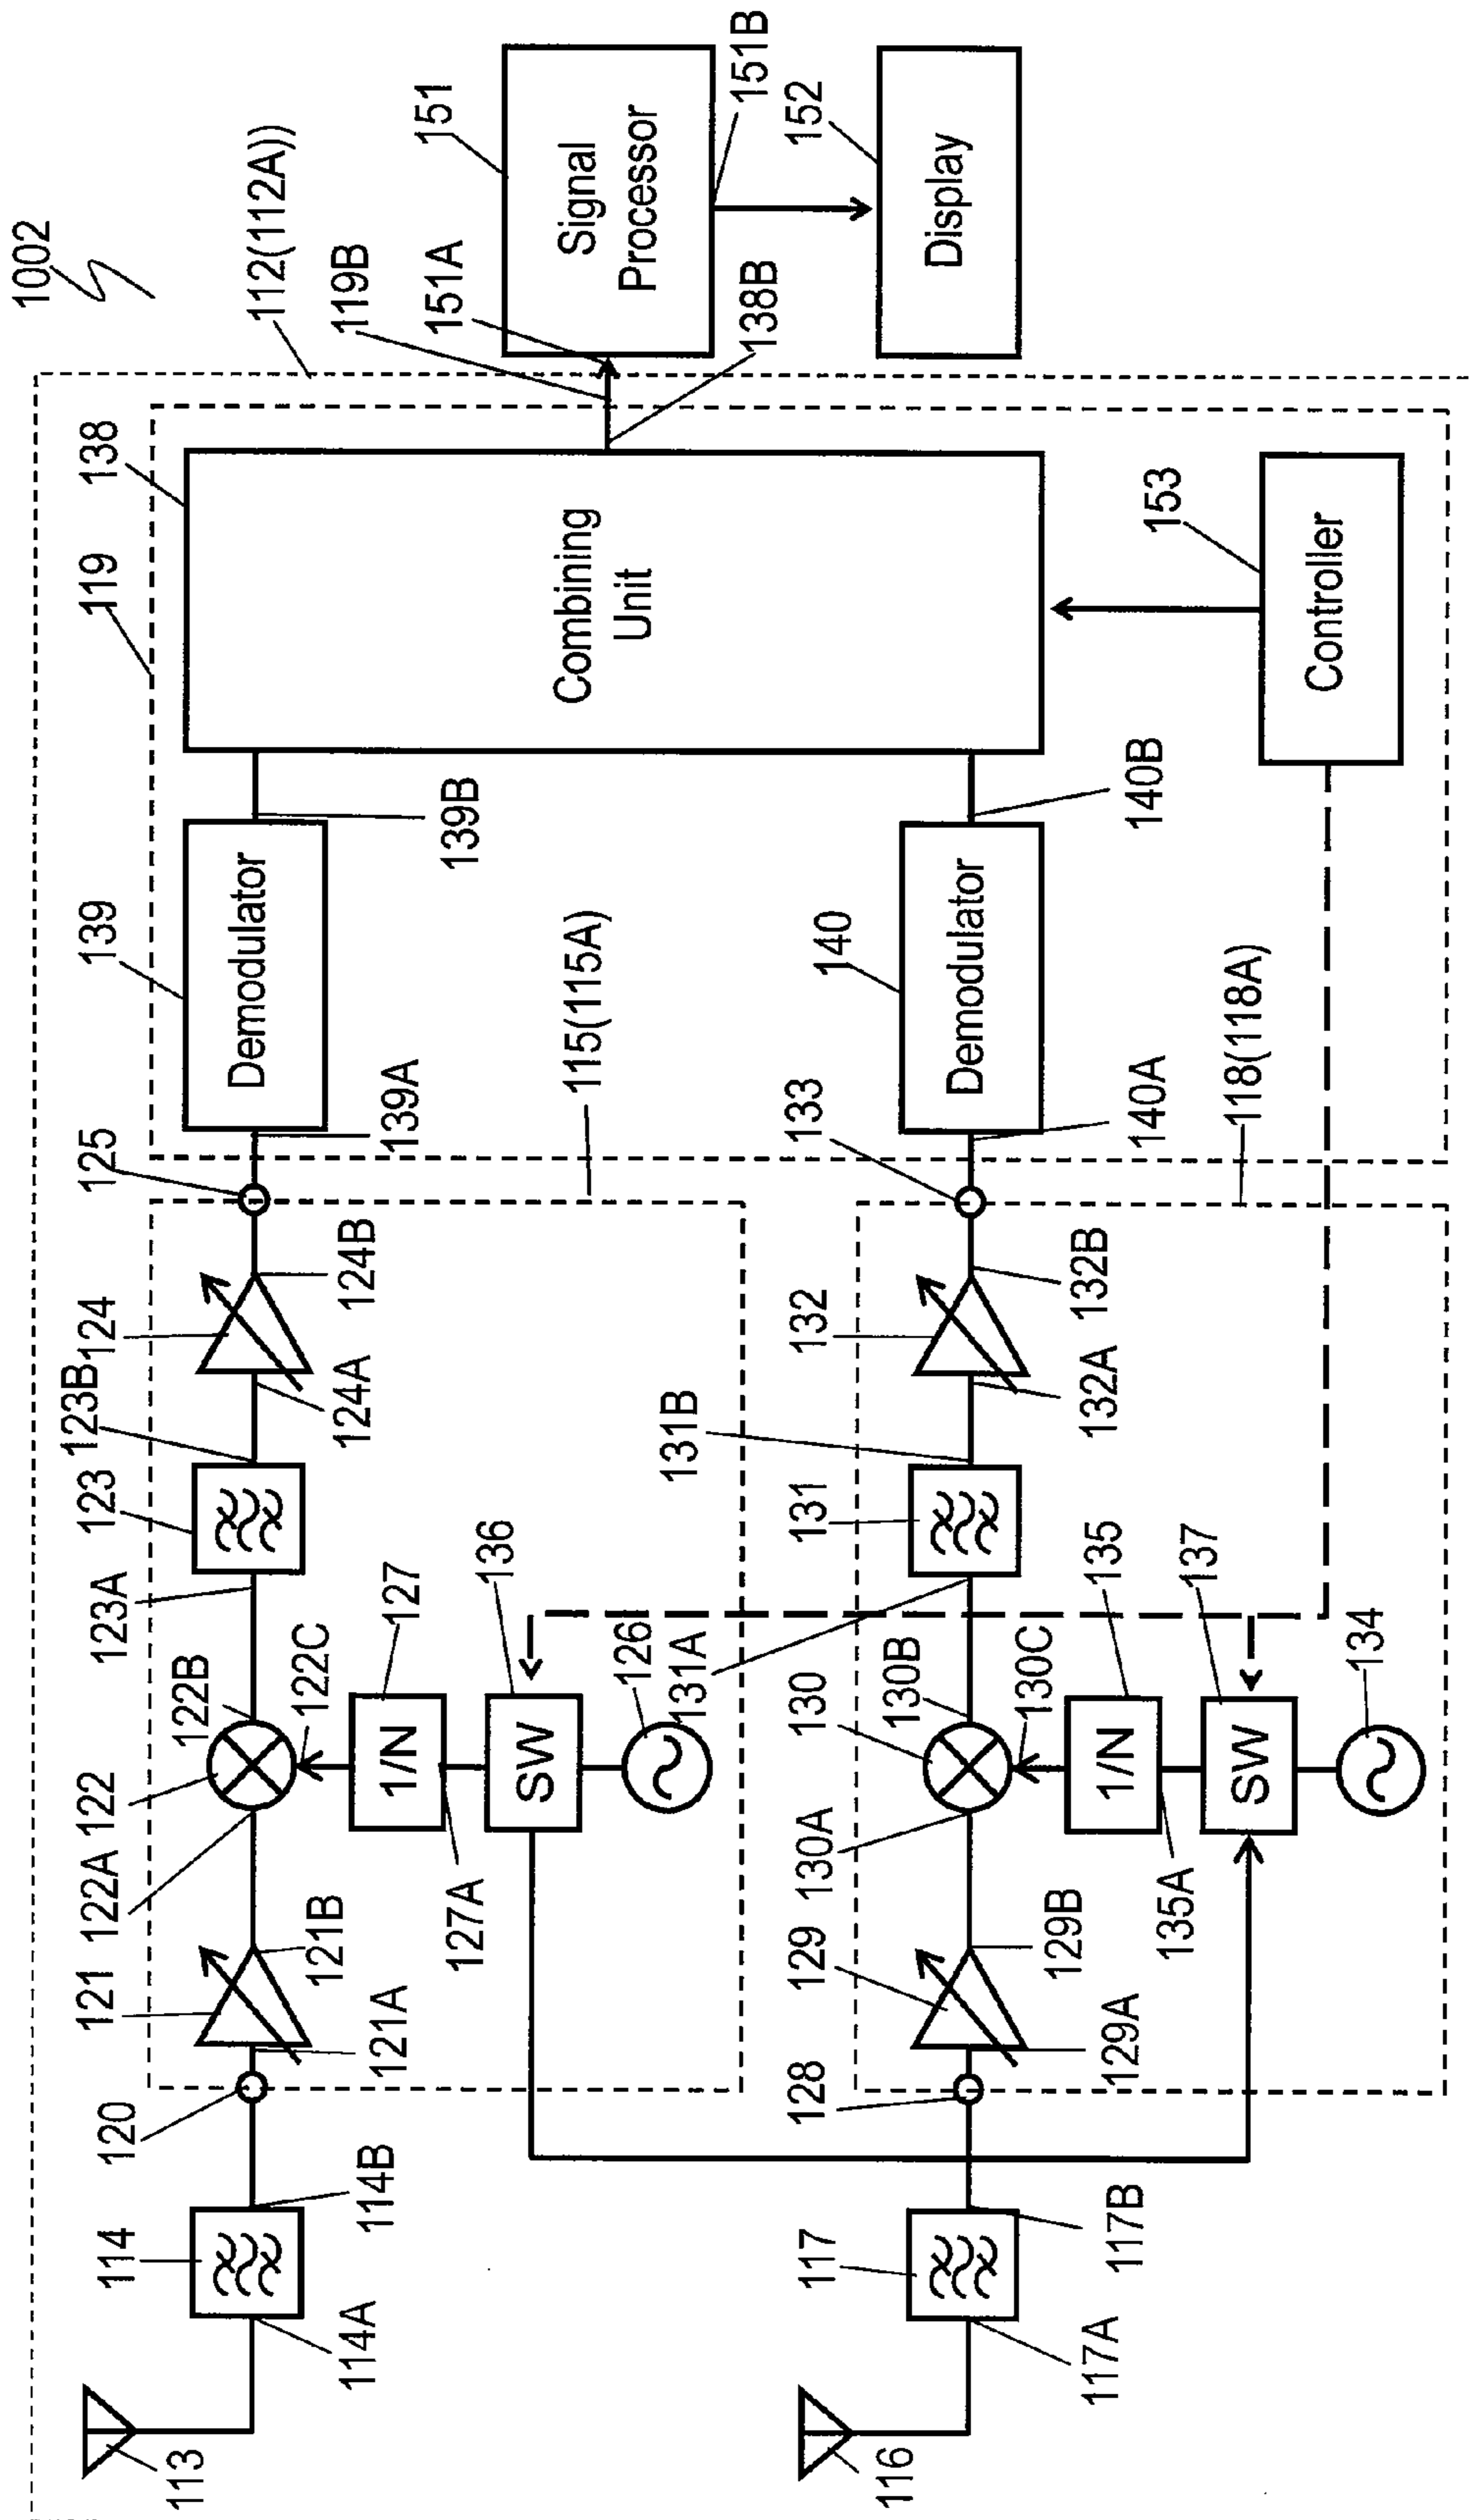 1002
112(112A))
119
138
119B
151A
151
Signal
Processor
151B
138B
152
Display
Combining
Unit
153
Controller
139
Demodulator
139A
139B
140
Demodulator
140A
140B
125
133
115(115A)
118(118A)
113
114
114A
114B
120
121
121A
121B
122
122A
122B
122C
123
123A
123B
124
124A
124B
127
1/N
127A
136
SW
126
116
117
117A
117B
128
129
129A
129B
130
130A
130B
130C
131
131A
131B
132
132A
132B
135
1/N
135A
137
SW
134